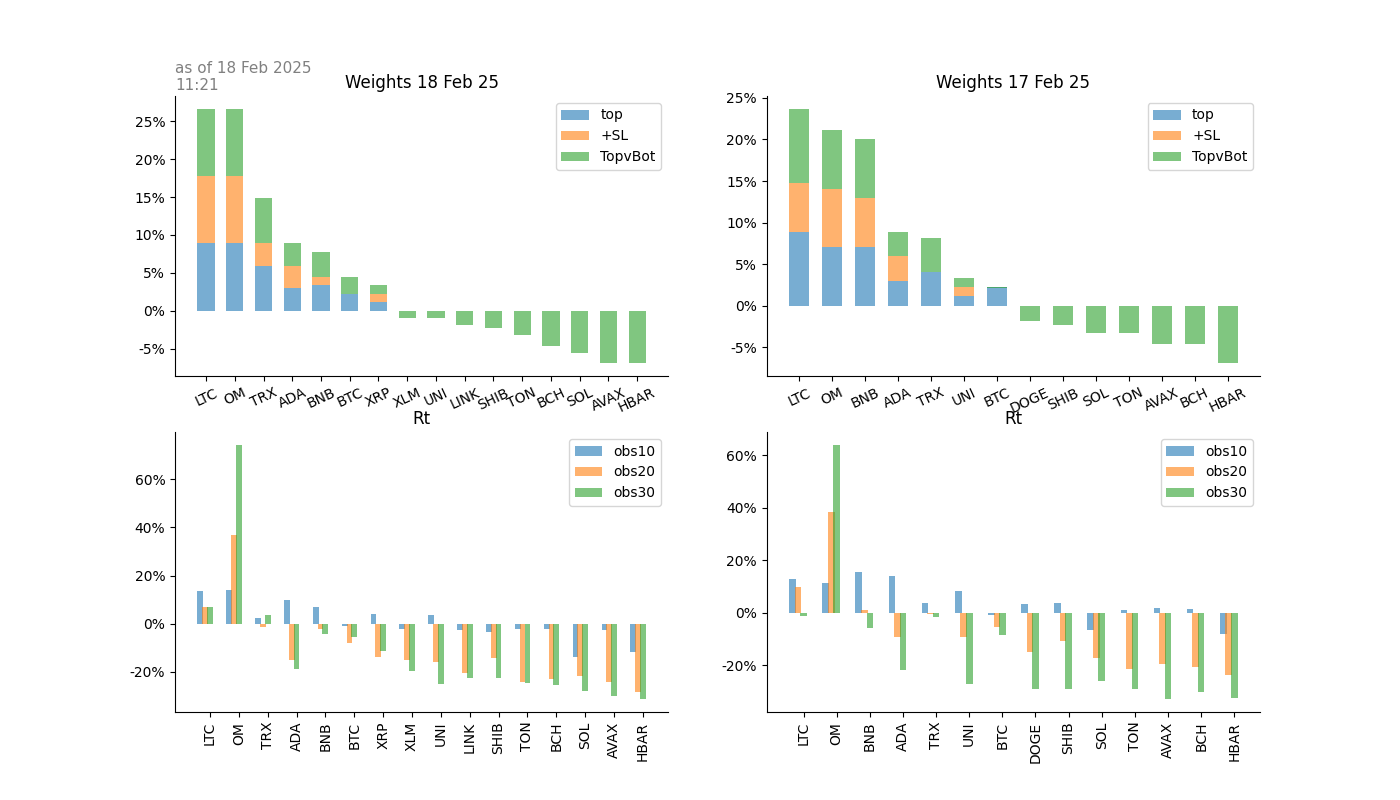 as of 18 Feb 2025
11:21
Weights 18 Feb 25
25%
20%
15%
10%
5%
0%
-5%
top
+SL
TopvBot
LTC OM TRX ADA BNB BTC XRP XLM UNI LINK SHIB TON BCH SOL AVAX HBAR
Weights 17 Feb 25
25%
20%
15%
10%
5%
0%
-5%
top
+SL
TopvBot
LTC OM BNB ADA TRX UNI BTC DOGE SHIB SOL TON AVAX BCH HBAR
Rt
60%
40%
20%
0%
-20%
obs10
obs20
obs30
LTC OM TRX ADA BNB BTC XRP XLM UNI LINK SHIB TON BCH SOL AVAX HBAR
Rt
60%
40%
20%
0%
-20%
obs10
obs20
obs30
LTC OM BNB ADA TRX UNI BTC DOGE SHIB SOL TON AVAX BCH HBAR